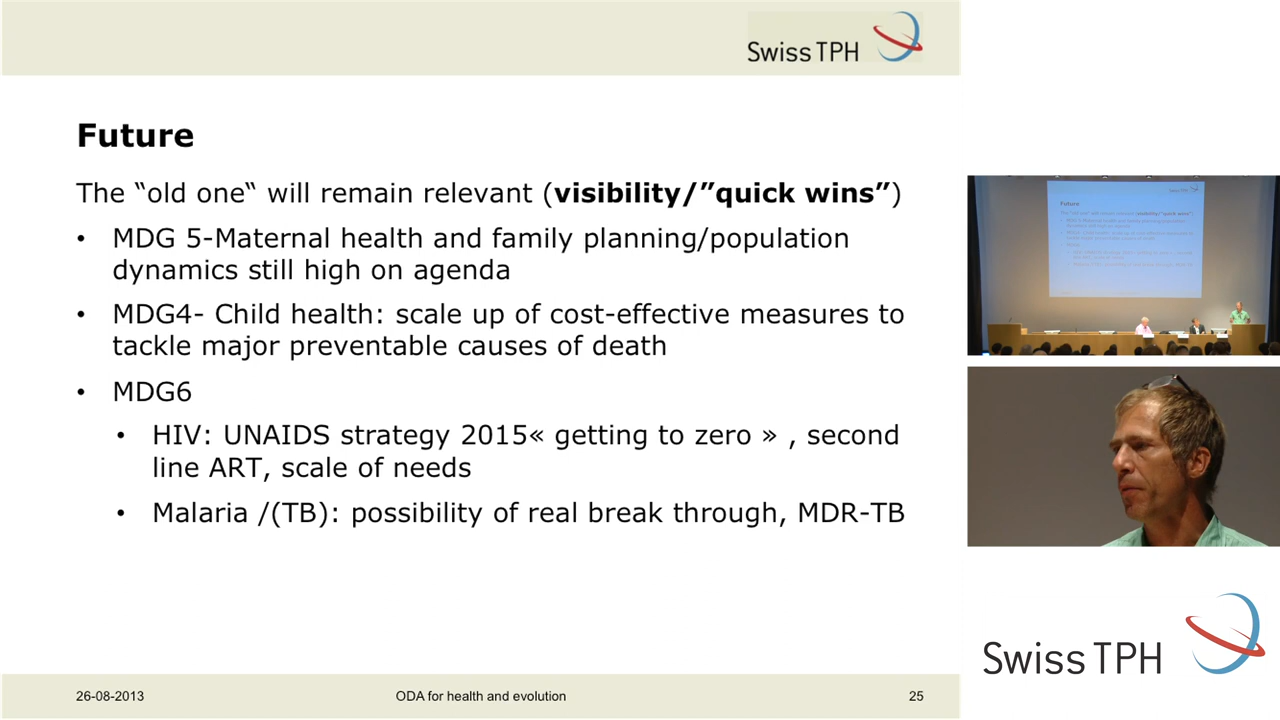 Swiss TPH
Future
The “old one“ will remain relevant (visibility/”quick wins”)
• MDG 5-Maternal health and family planning/population
dynamics still high on agenda
• MDG4- Child health: scale up of cost-effective measures to
tackle major preventable causes of death
• MDG6
• HIV: UNAIDS strategy 2015« getting to zero » , second
line ART, scale of needs
• Malaria /(TB): possibility of real break through, MDR-TB
26-08-2013 ODA for health and evolution 25
Swiss TPH
Future
Swiss TPH